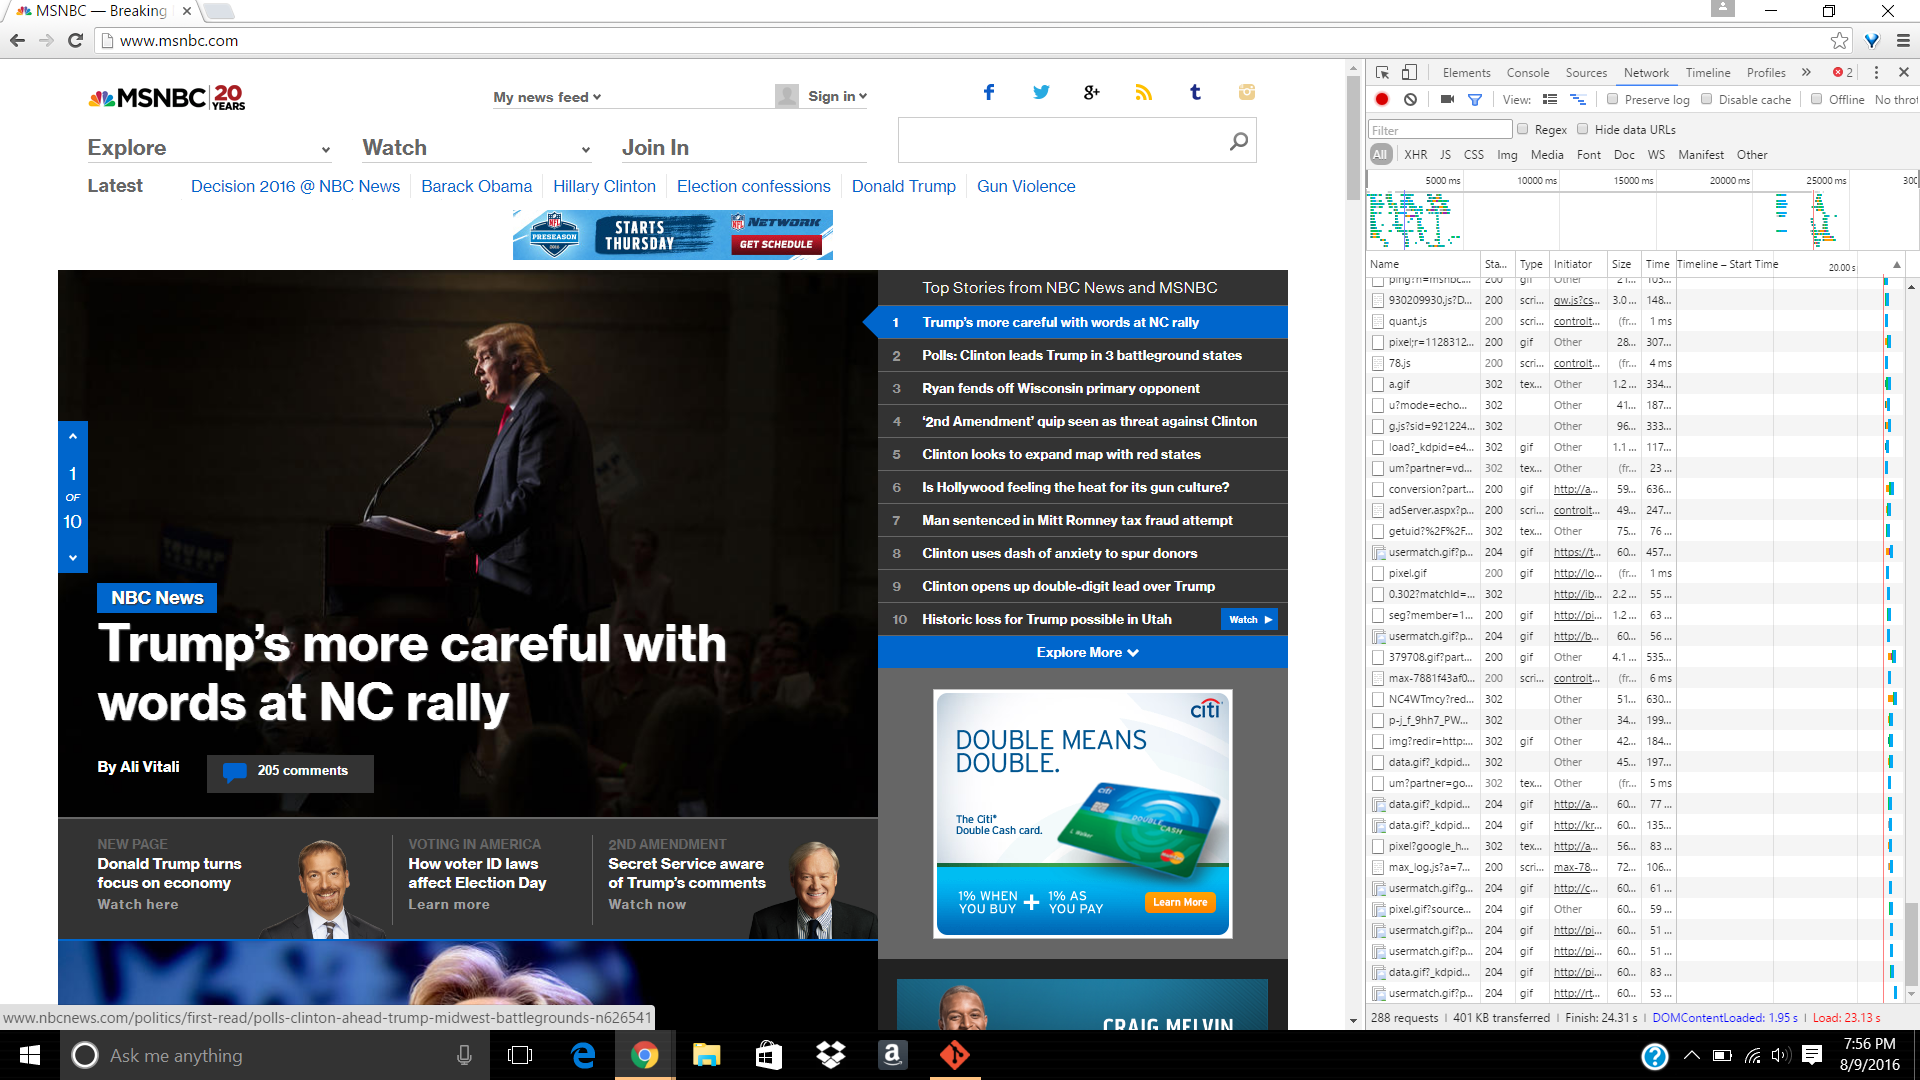 MSNBC — Breaking
www.msnbc.com
MSNBC 20 YEARS
My news feed
Sign in
Explore
Watch
Join In
Latest
Decision 2016 @ NBC News
Barack Obama
Hillary Clinton
Election confessions
Donald Trump
Gun Violence
NFL PRESEASON
STARTS THURSDAY
NFL NETWORK
GET SCHEDULE
1 OF 10
NBC News
Trump's more careful with
words at NC rally
By Ali Vitali
205 comments
Top Stories from NBC News and MSNBC
1 Trump's more careful with words at NC rally
2 Polls: Clinton leads Trump in 3 battleground states
3 Ryan fends off Wisconsin primary opponent
4 '2nd Amendment' quip seen as threat against Clinton
5 Clinton looks to expand map with red states
6 Is Hollywood feeling the heat for its gun culture?
7 Man sentenced in Mitt Romney tax fraud attempt
8 Clinton uses dash of anxiety to spur donors
9 Clinton opens up double-digit lead over Trump
10 Historic loss for Trump possible in Utah Watch
Explore More
citi
DOUBLE MEANS
DOUBLE.
The Citi®
Double Cash card.
1% WHEN
YOU BUY + 1% AS
YOU PAY
Learn More
NEW PAGE
Donald Trump turns
focus on economy
Watch here
VOTING IN AMERICA
How voter ID laws
affect Election Day
Learn more
2ND AMENDMENT
Secret Service aware
of Trump's comments
Watch now
CRAIG MELVIN
www.nbcnews.com/politics/first-read/polls-clinton-ahead-trump-midwest-battlegrounds-n626541
Elements Console Sources Network Timeline Profiles » 2
View: Preserve log Disable cache Offline No throt
Filter Regex Hide data URLs
All XHR JS CSS Img Media Font Doc WS Manifest Other
5000 ms 10000 ms 15000 ms 20000 ms 25000 ms 300
Name Sta... Type Initiator Size Time Timeline – Start Time 20.00 s
ping?h=msnbc... 200 gif Other 21... 103...
930209930.js?D... 200 scri... gw.js?cs... 3.0 ... 148...
quant.js 200 scri... controlt... (fr... 1 ms
pixel;r=1128312... 200 gif Other 28... 307...
78.js 200 scri... controlt... (fr... 4 ms
a.gif 302 tex... Other 1.2 ... 334...
u?mode=echo... 302 Other 41... 187...
g.js?sid=921224... 302 Other 96... 333...
load?_kdpid=e4... 302 gif Other 1.1 ... 117...
um?partner=vd... 302 tex... Other (fr... 23 ...
conversion?part... 200 gif http://a... 59... 636...
adServer.aspx?p... 200 scri... controlt... 49... 247...
getuid?%2F%2F... 302 tex... Other 75... 76 ...
usermatch.gif?p... 204 gif https://t... 60... 457...
pixel.gif 200 gif http://lo... (fr... 1 ms
0.302?matchId=... 302 http://ib... 2.2 ... 55 ...
seg?member=1... 200 gif http://pi... 1.2 ... 63 ...
usermatch.gif?p... 204 gif http://b... 60... 56 ...
379708.gif?part... 200 gif Other 4.1 ... 535...
max-7881f43af0... 200 scri... controlt... (fr... 6 ms
NC4WTmcy?red... 302 Other 51... 630...
p-j_f_9hh7_PW... 302 Other 34... 199...
img?redir=http:... 302 gif Other 42... 184...
data.gif?_kdpid... 302 Other 45... 197...
um?partner=go... 302 tex... Other (fr... 5 ms
data.gif?_kdpid... 204 gif http://a... 60... 77 ...
data.gif?_kdpid... 204 gif http://kr... 60... 135...
pixel?google_h... 302 tex... http://a... 56... 83 ...
max_log.js?a=7... 200 scri... max-78... 72... 106...
usermatch.gif?g... 204 gif http://c... 60... 61 ...
pixel.gif?source... 204 gif Other 60... 59 ...
usermatch.gif?p... 204 gif http://pi... 60... 51 ...
usermatch.gif?p... 204 gif http://pi... 60... 51 ...
data.gif?_kdpid... 204 gif http://pi... 60... 83 ...
usermatch.gif?p... 204 gif http://rt... 60... 53 ...
288 requests | 401 KB transferred | Finish: 24.31 s | DOMContentLoaded: 1.95 s | Load: 23.13 s
Ask me anything
7:56 PM
8/9/2016